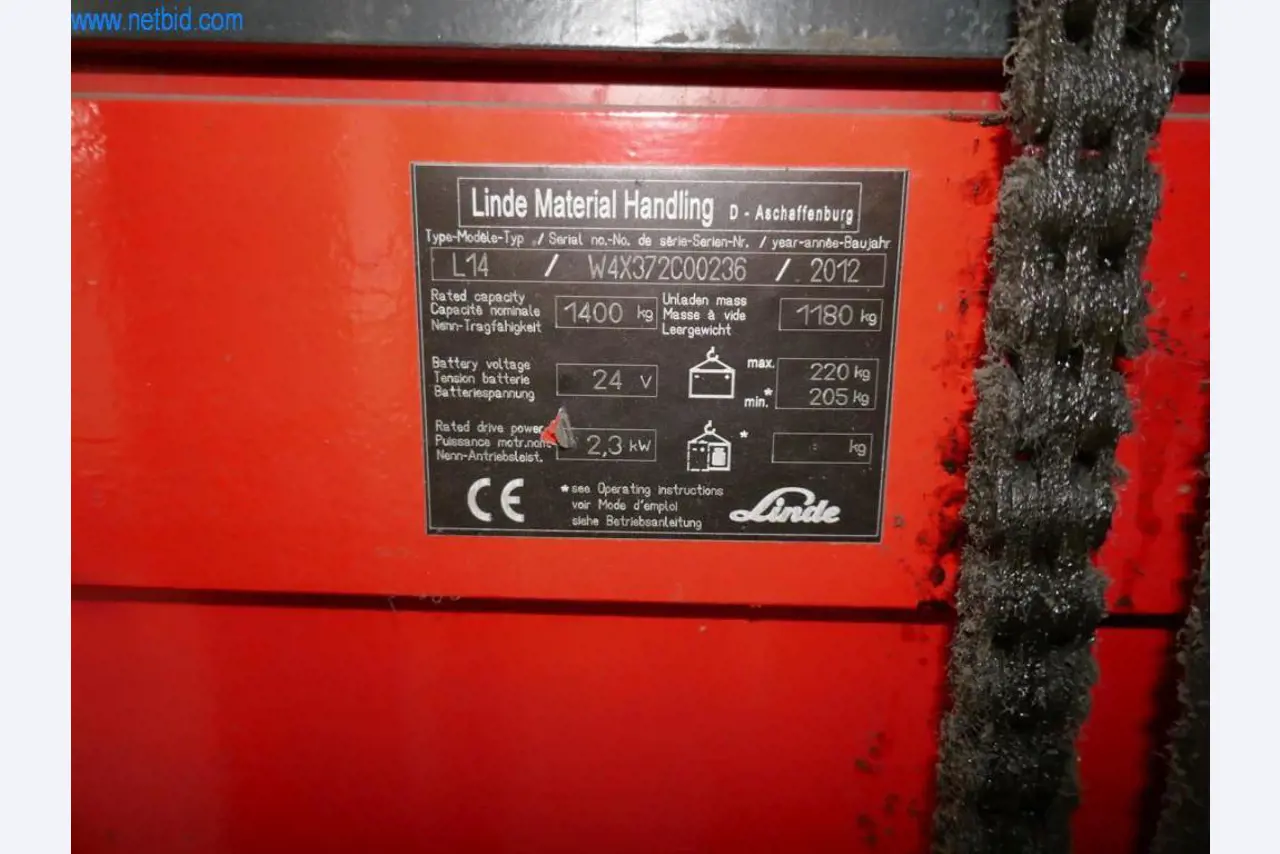 www.netbid.com
Linde Material Handling D - Aschaffenburg
Type-Modèle-Typ / Serial no.-No. de série-Serien-Nr. / year-année-Baujahr
L14 / W4X372C00236 / 2012
Rated capacity
Capacité nominale
Nenn-Tragfähigkeit
1400 kg
Unladen mass
Masse à vide
Leergewicht
1180 kg
Battery voltage
Tension batterie
Batteriespannung
24 V
max. 220 kg
min.* 205 kg
Rated drive power
Puissance motr.nom.
Nenn-Antriebsleist.
2,3 kW
* kg
CE
*see Operating instructions
voir Mode d'emploi
siehe Betriebsanleitung
Linde